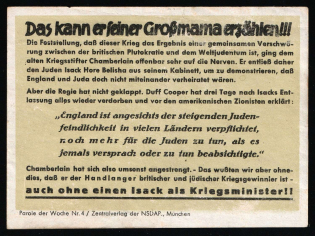 Das kann er seiner Großmama erzählen!!!
Die Feststellung, daß dieser Krieg das Ergebnis einer gemeinsamen Verschwö-
rung zwischen der britischen Plutokratie und dem Weltjudentum ist, ging dem
alten Kriegsstifter Chamberlain offenbar sehr auf die Nerven. Er entließ daher
den Juden Isack Hore Belisha aus seinem Kabinett, um zu demonstrieren, daß
England und Juda doch nicht miteinander verheiratet wären.
Aber die Regie hat nicht geklappt. Duff Cooper hat drei Tage nach Isacks Ent-
lassung alles wieder verdorben und vor den amerikanischen Zionisten erklärt:
„England ist angesichts der steigenden Juden-
feindlichkeit in vielen Ländern verpflichtet,
noch mehr für die Juden zu tun, als es
jemals versprach oder zu tun beabsichtigte.“
Chamberlain hat sich also umsonst angestrengt. - Das wußten wir aber ohne-
dies, daß er der Handlanger britischer und jüdischer Kriegsgewinnler ist -
auch ohne einen Isack als Kriegsminister!!
Parole der Woche Nr. 4 / Zentralverlag der NSDAP., München